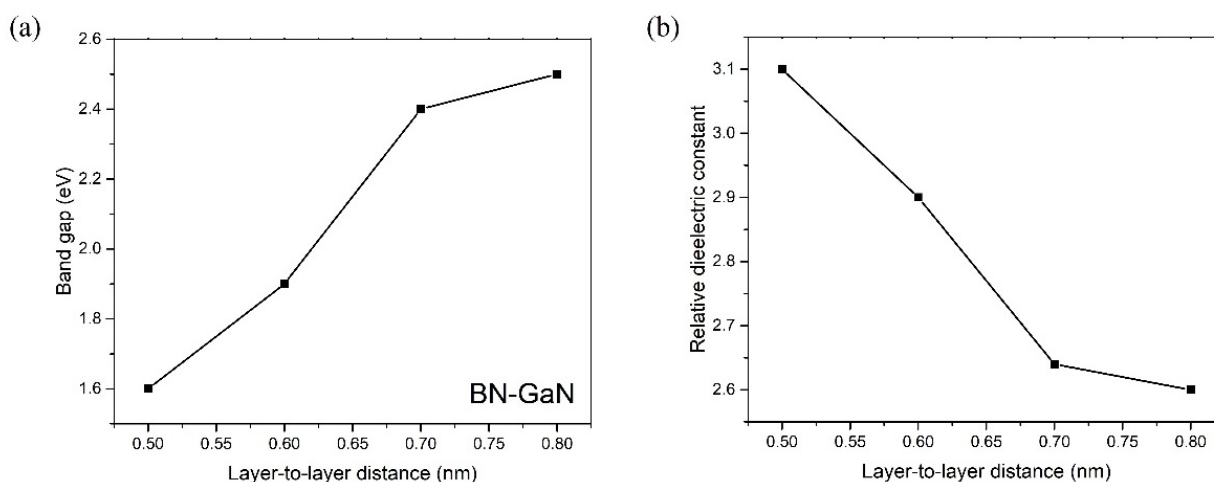 (a)
2.6
2.4
2.2
2.0
1.8
1.6
Band gap (eV)
BN-GaN
0.50 0.55 0.60 0.65 0.70 0.75 0.80
Layer-to-layer distance (nm)
(b)
3.1
3.0
2.9
2.8
2.7
2.6
Relative dieelectric constant
0.50 0.55 0.60 0.65 0.70 0.75 0.80
Layer-to-layer distance (nm)